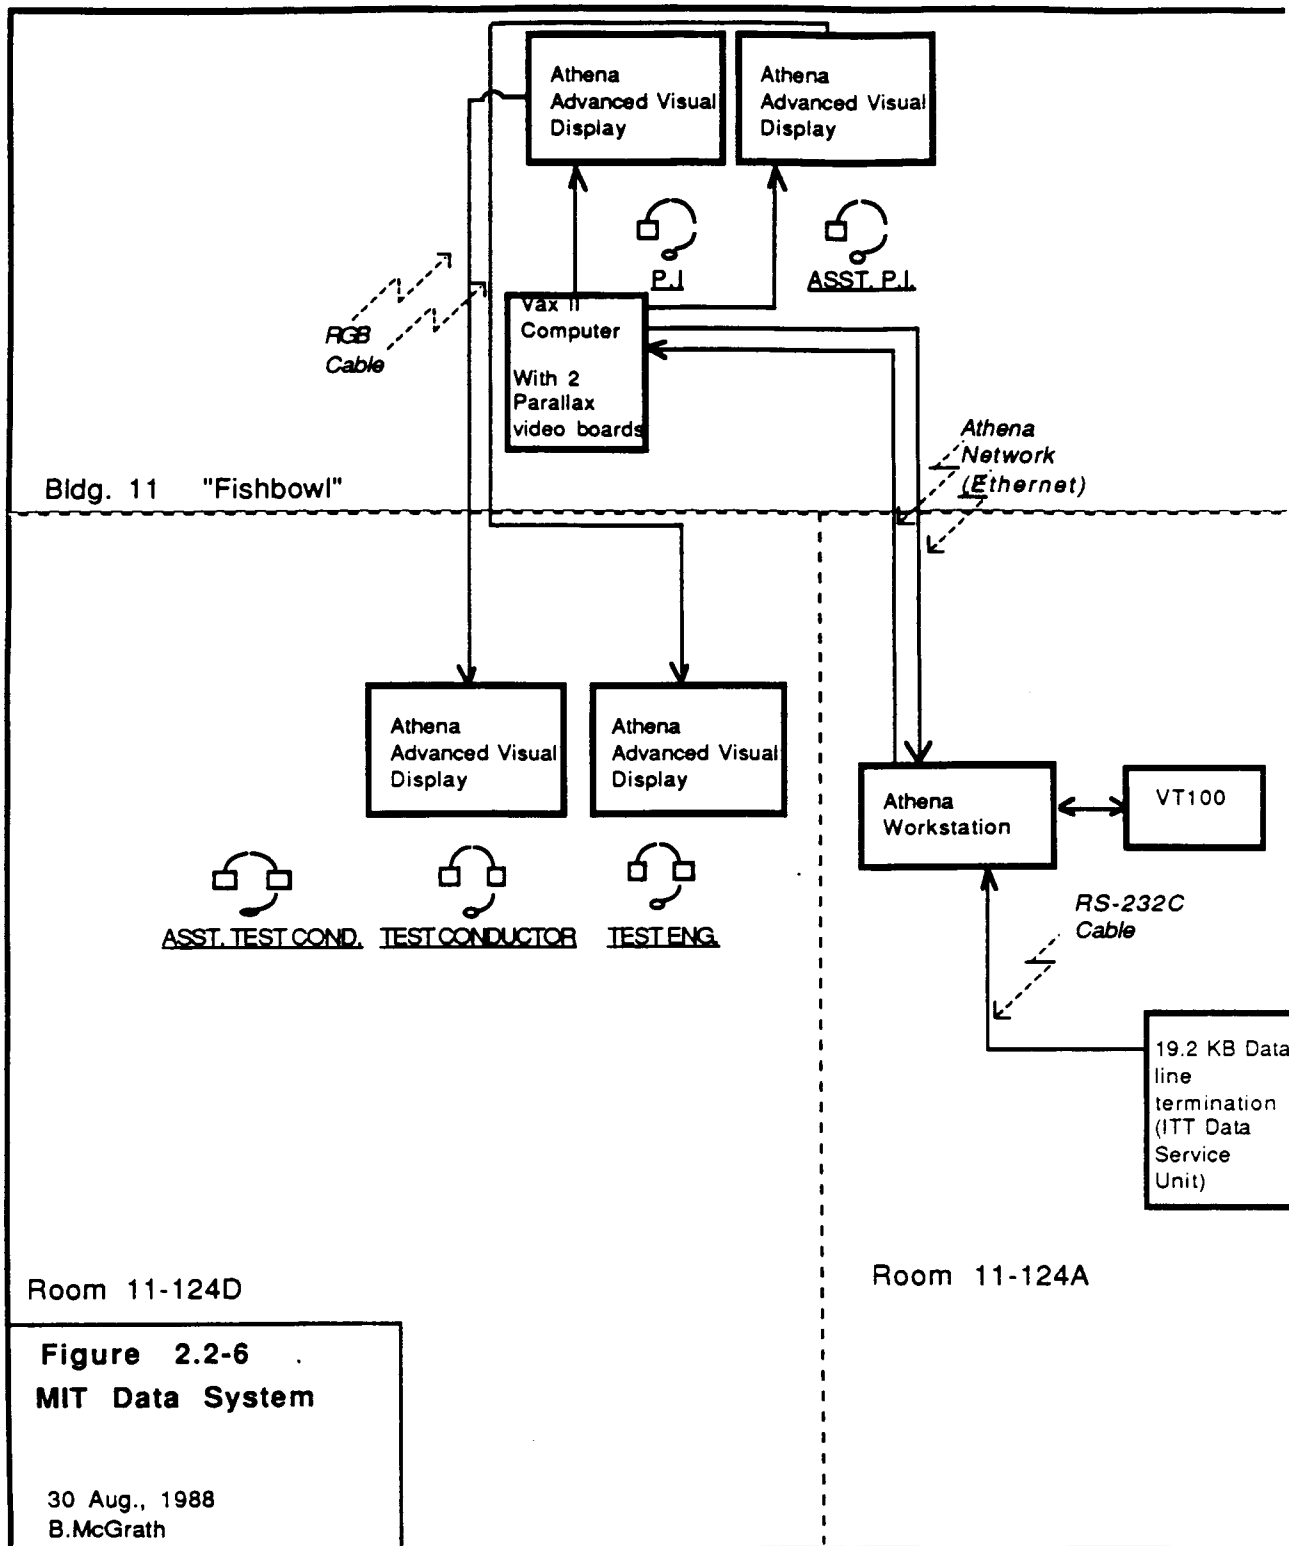 Athena
Advanced Visual
Display
Athena
Advanced Visual
Display
P.I
ASST. P.I.
RGB
Cable
Vax II
Computer
With 2
Parallax
video boards
Athena
Network
(Ethernet)
Bldg. 11 "Fishbowl"
Athena
Advanced Visual
Display
Athena
Advanced Visual
Display
Athena
Workstation
VT100
ASST. TEST COND.
TEST CONDUCTOR
TEST ENG.
RS-232C
Cable
19.2 KB Data
line
termination
(ITT Data
Service
Unit)
Room 11-124D
Room 11-124A
Figure 2.2-6
MIT Data System
30 Aug., 1988
B.McGrath